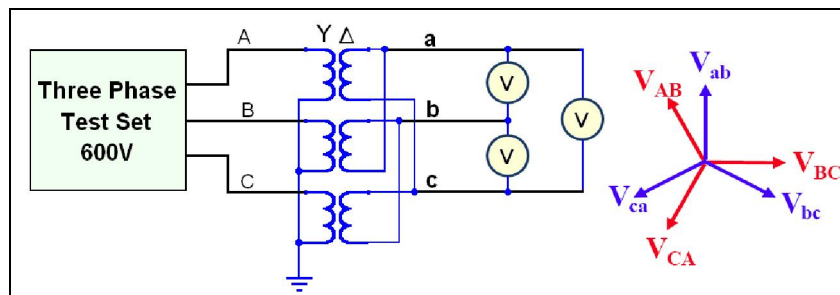 Three Phase
Test Set
600V
A
B
C
Y Δ
a
b
c
V
V
V
V_AB
V_ab
V_BC
V_bc
V_ca
V_CA